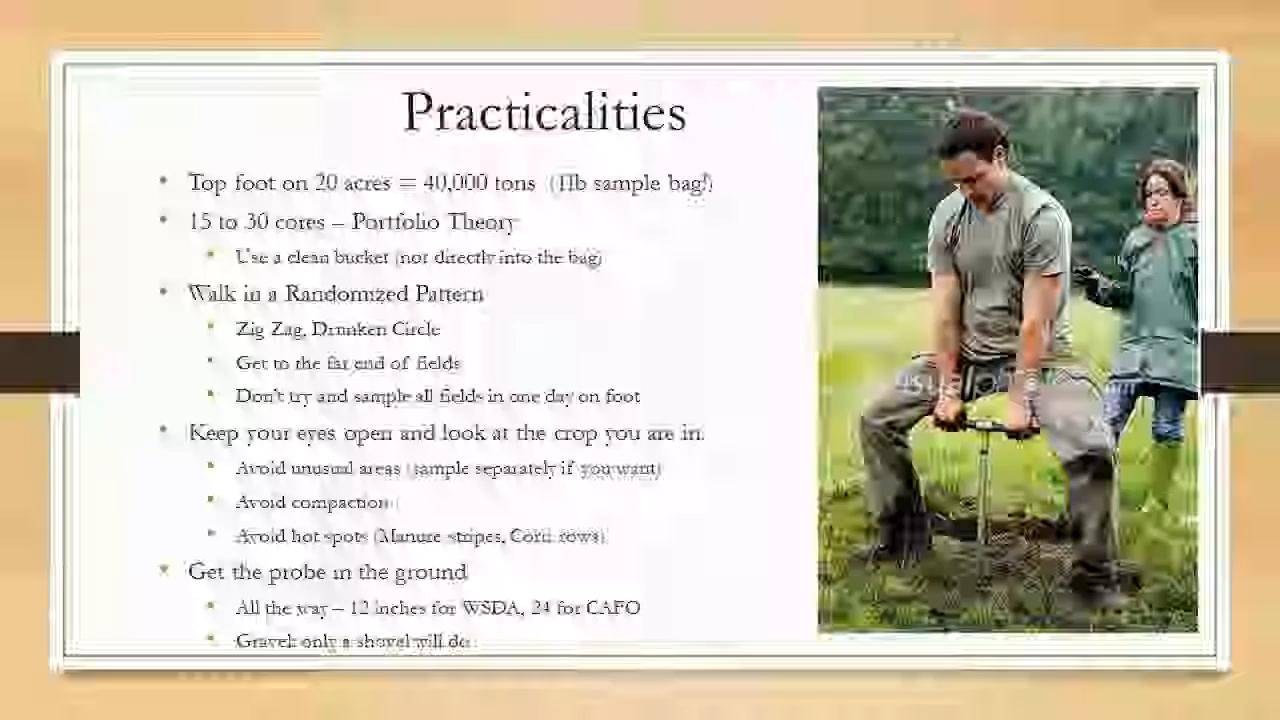 Practicalities
Top foot on 20 acres = 40,000 tons (1lb sample bag!)
15 to 30 cores – Portfolio Theory
Use a clean bucket (not directly into the bag)
Walk in a Randomized Pattern
Zig Zag, Drunken Circle
Get to the far end of fields
Don't try and sample all fields in one day on foot
Keep your eyes open and look at the crop you are in.
Avoid unusual areas (sample separately if you want)
Avoid compaction
Avoid hot spots (Manure stripes, Corn rows)
Get the probe in the ground
All the way – 12 inches for WSDA, 24 for CAFO
Gravel: only a shovel will do